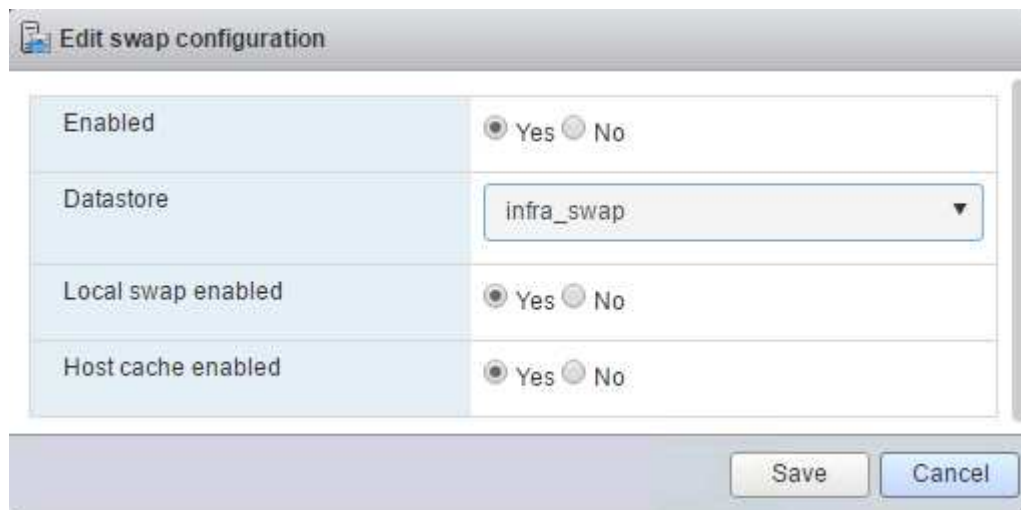 Edit swap configuration
Enabled
Yes No
Datastore
infra_swap
Local swap enabled
Yes No
Host cache enabled
Yes No
Save Cancel